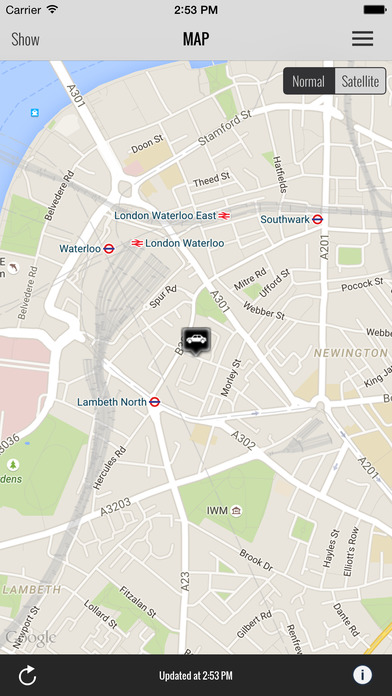 Carrier 2:53 PM
Show MAP
Normal Satellite
A301
Stamford St
Doon St
Hatfields
Theed St
Belvedere Rd
London Waterloo East
Southwark
Waterloo
London Waterloo
A201
E
Mitre Rd
Ufford St
Pocock St
Belvedere Rd
Spur Rd
A301
Webber St
NEWINGTON
Morley St
King Ja
Lambeth North
A302
3036
Hercules Rd
A201
dens
A3203
IWM
Hayles St
Elliott's Row
Brook Dr
LAMBETH
A23
Fitzalan St
Lollard St
Dante Rd
Newport St
Gilbert Rd
Renfrew
Google
Updated at 2:53 PM
i